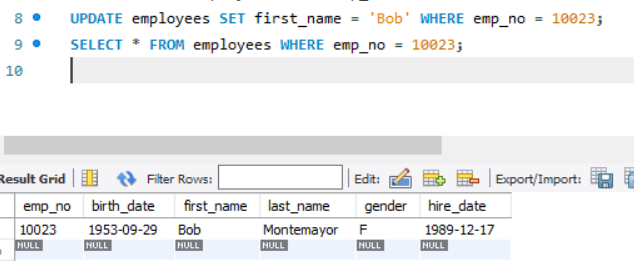 8 UPDATE employees SET first_name = 'Bob' WHERE emp_no = 10023;
9 SELECT * FROM employees WHERE emp_no = 10023;
10
Result Grid Filter Rows: Edit: Export/Import:
emp_no birth_date first_name last_name gender hire_date
10023 1953-09-29 Bob Montemayor F 1989-12-17
NULL NULL NULL NULL NULL NULL